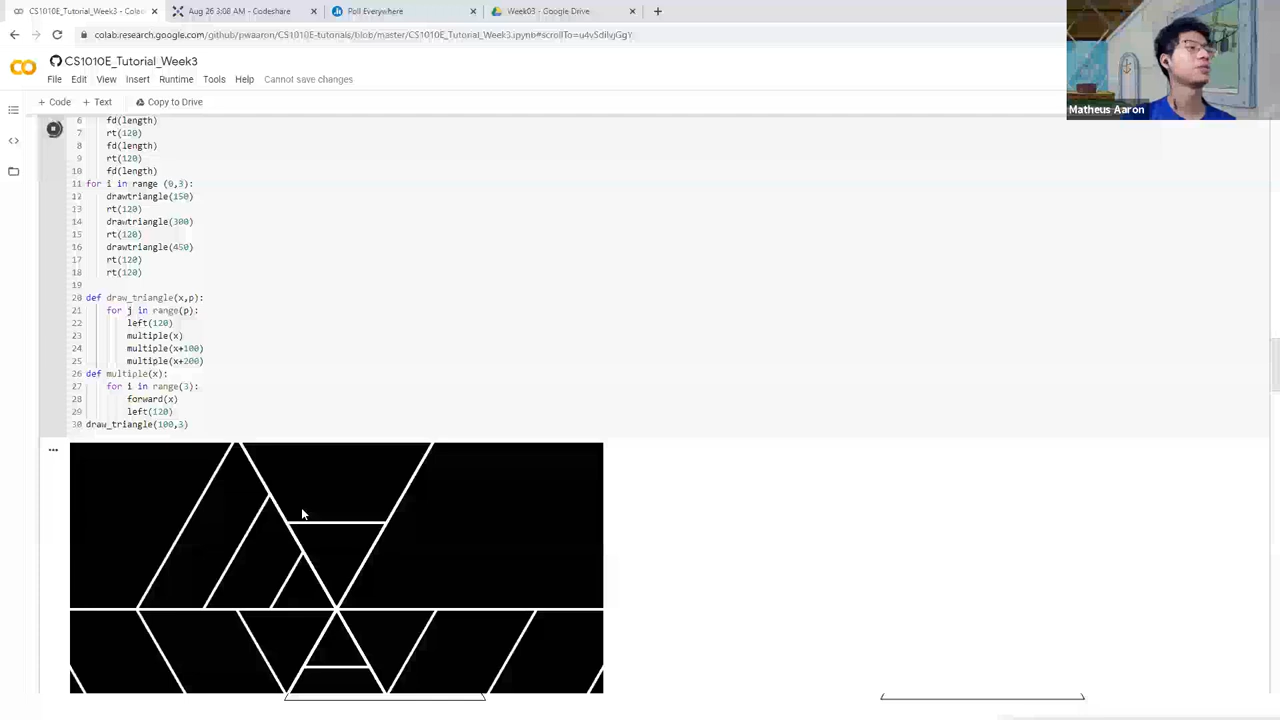 CS1010E_Tutorial_Week3 - Colab
Aug 26 3:08 AM - Codeshare
Poll Everywhere
Week03 - Google Drive
colab.research.google.com/github/pwaaron/CS1010E-tutorials/blob/master/CS1010E_Tutorial_Week3.ipynb
CS1010E_Tutorial_Week3
File Edit View Insert Runtime Tools Help Cannot save changes
+ Code + Text Copy to Drive
Matheus Aaron
6 fd(length)
7 rt(120)
8 fd(length)
9 rt(120)
10 fd(length)
11 for i in range (0,3):
12 drawtriangle(150)
13 rt(120)
14 drawtriangle(300)
15 rt(120)
16 drawtriangle(450)
17 rt(120)
18 rt(120)
19
20 def draw_triangle(x,p):
21 for j in range(p):
22 left(120)
23 multiple(x)
24 multiple(x+100)
25 multiple(x+200)
26 def multiple(x):
27 for i in range(3):
28 forward(x)
29 left(120)
30 draw_triangle(100,3)